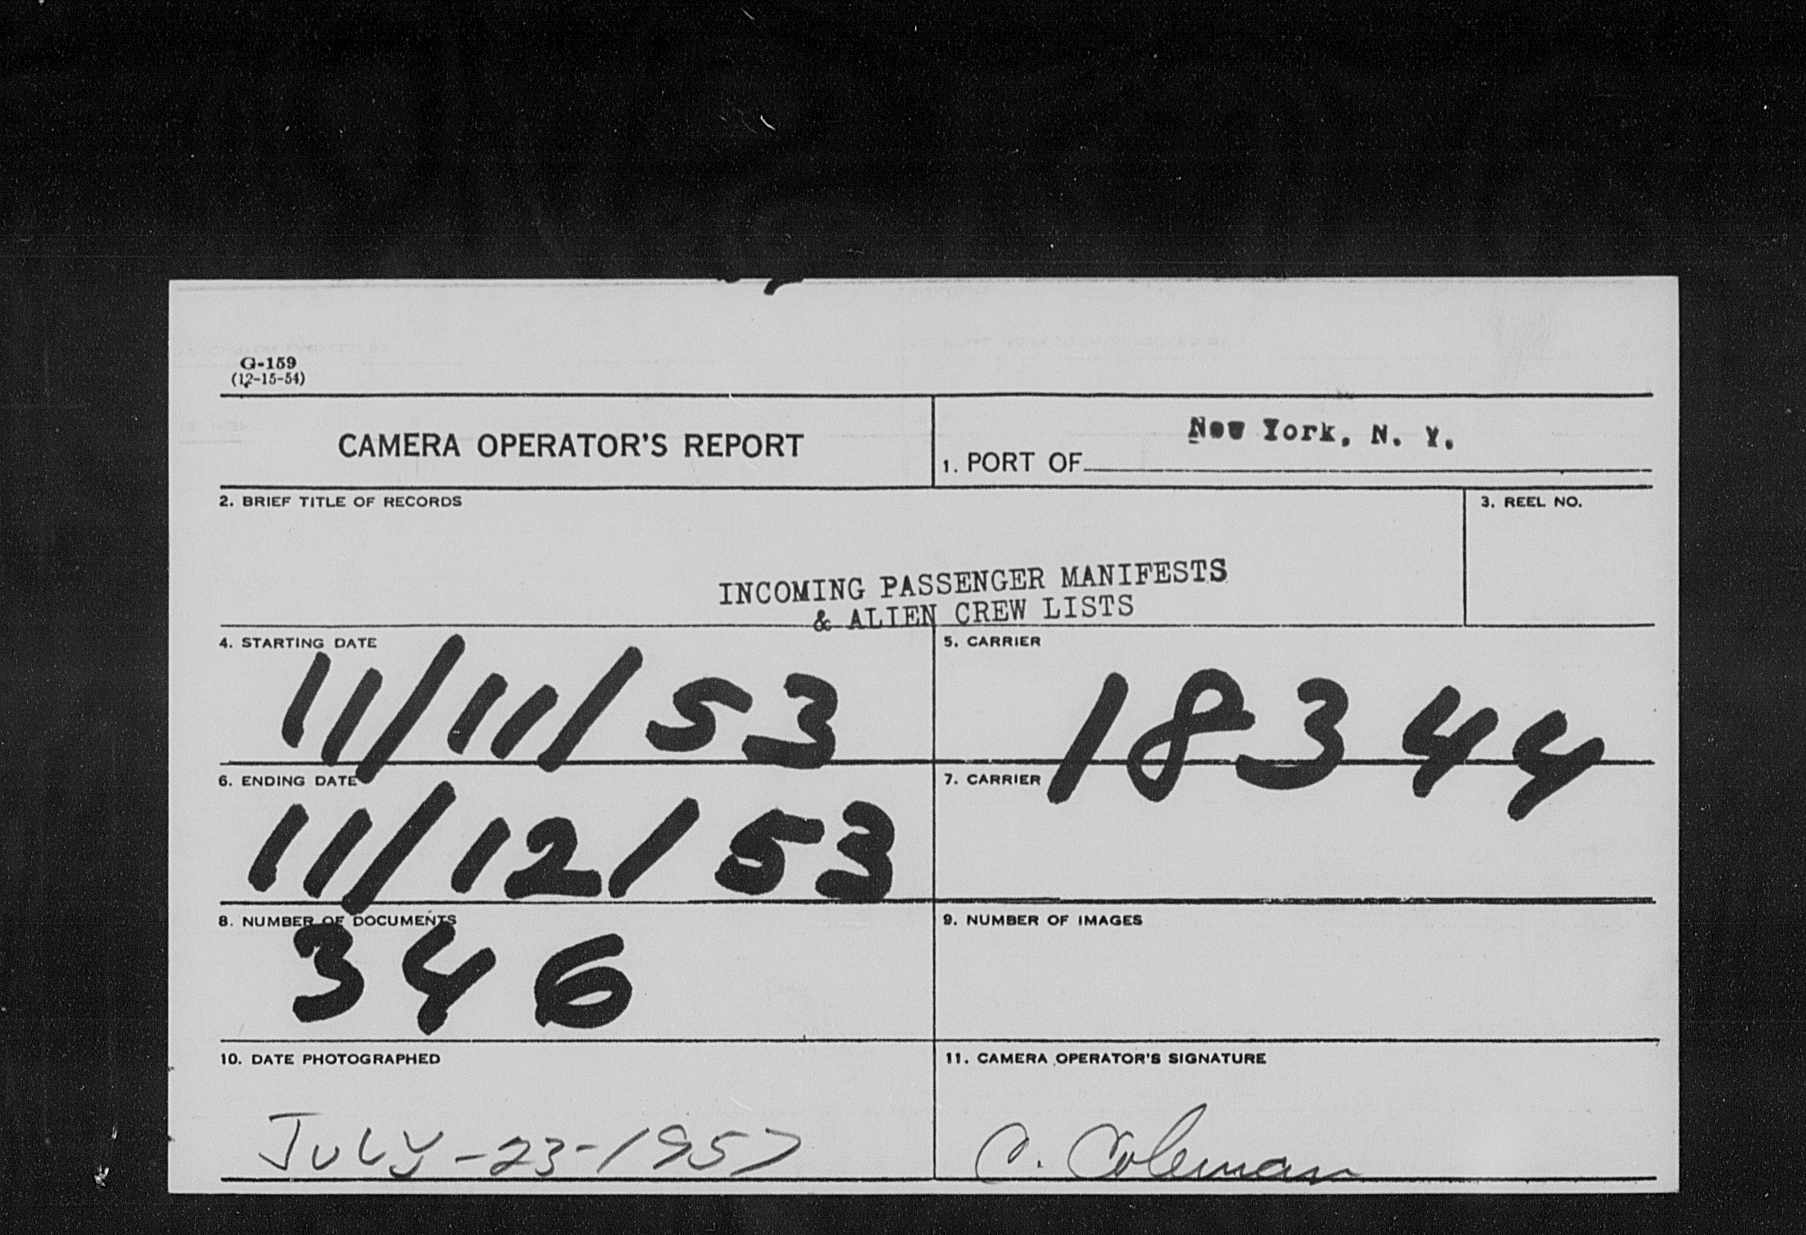 G-159
(12-15-54)
CAMERA OPERATOR'S REPORT
1. PORT OF New York, N. Y.
2. BRIEF TITLE OF RECORDS
3. REEL NO.
INCOMING PASSENGER MANIFESTS
& ALIEN CREW LISTS
4. STARTING DATE
11/11/53
5. CARRIER
18344
6. ENDING DATE
11/12/53
7. CARRIER
8. NUMBER OF DOCUMENTS
346
9. NUMBER OF IMAGES
10. DATE PHOTOGRAPHED
JULY-23-1957
11. CAMERA OPERATOR'S SIGNATURE
C. Coleman